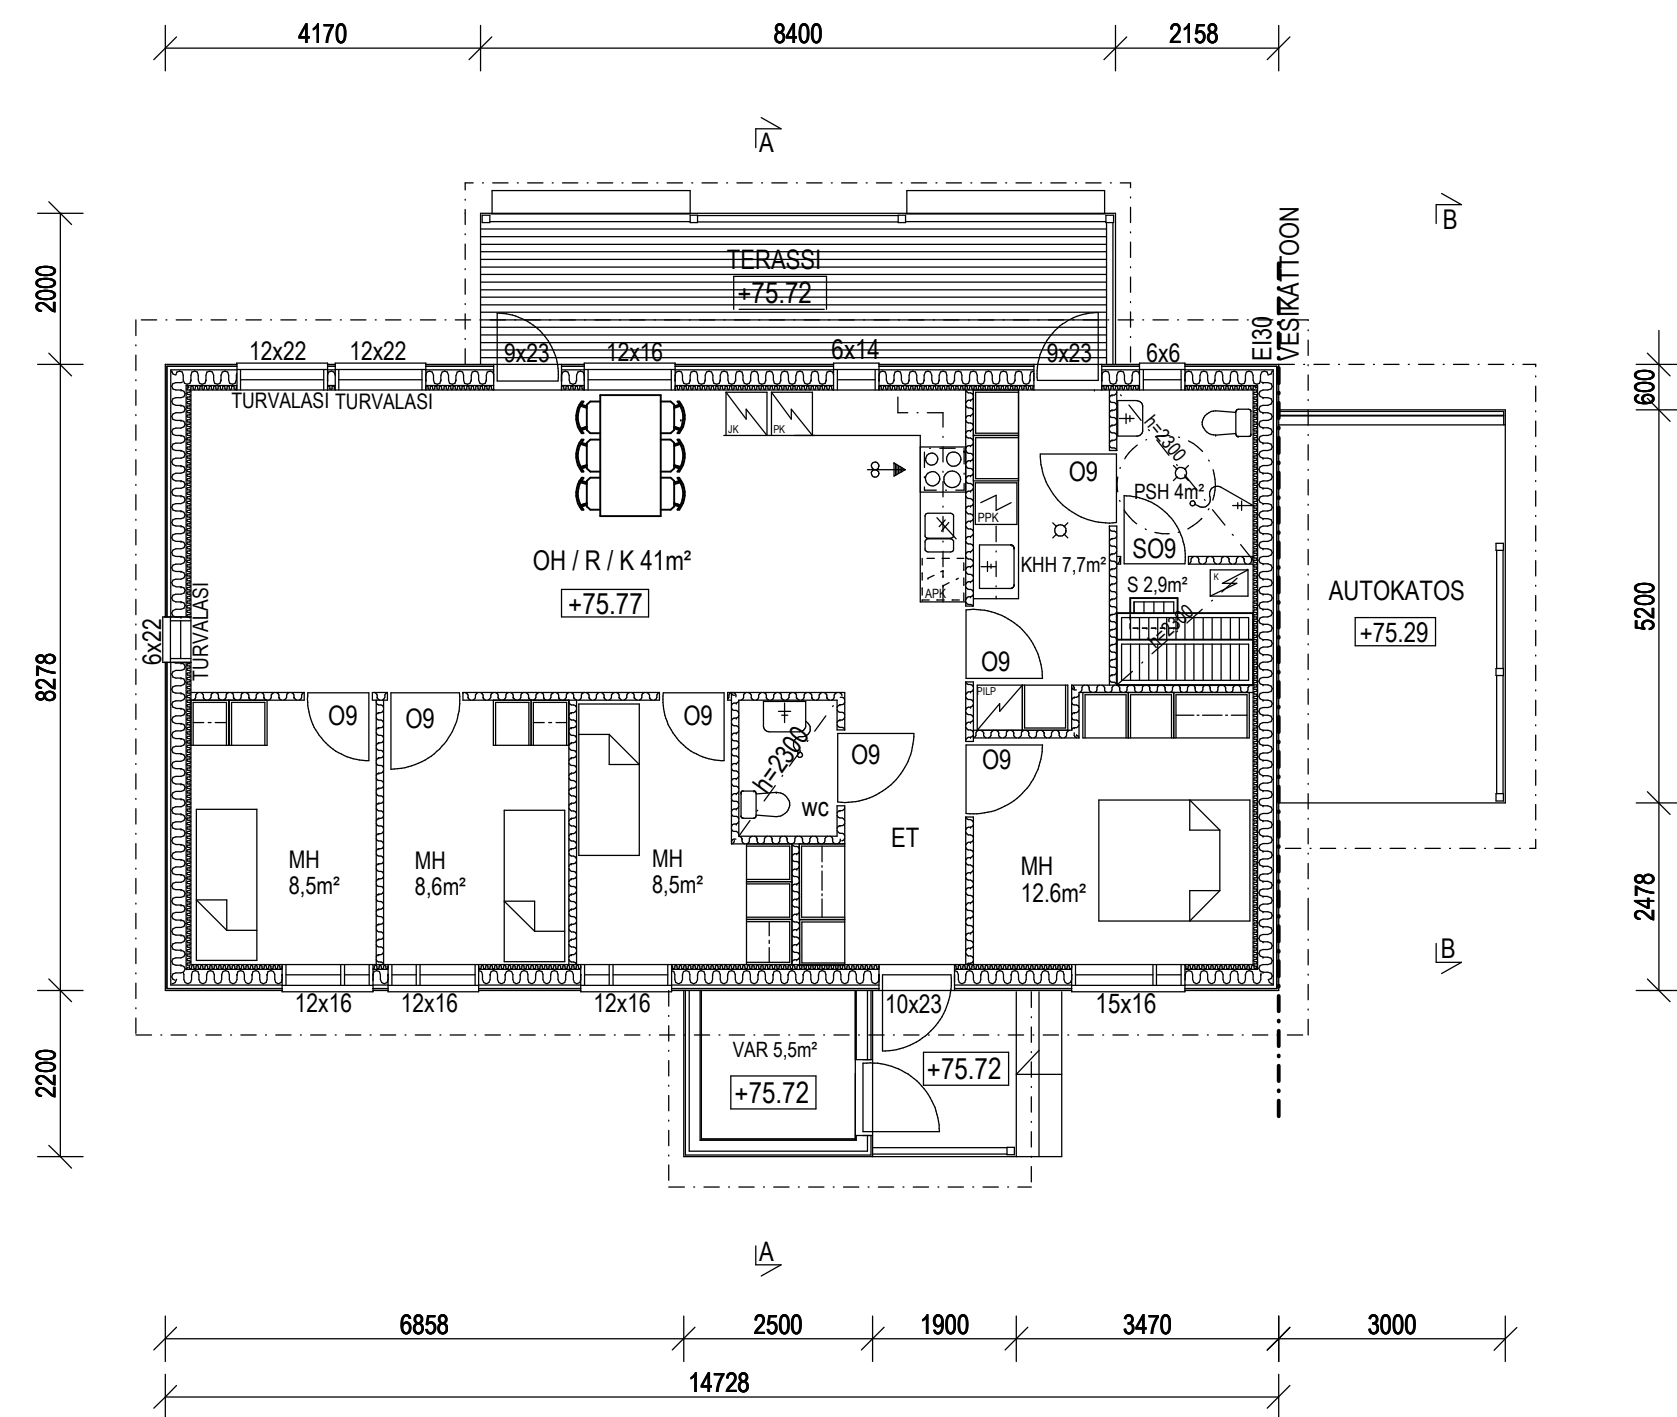 4170 8400 2158
A
B
2000
TERASSI
+75.72
EI30
VESIKATTOON
12x22 12x22 9x23 12x16 6x14 9x23 6x6
TURVALASI TURVALASI
600
JK PK
h=2300
O9
PSH 4m²
PPK
SO9
OH / R / K 41m²
KHH 7,7m²
+75.77
APK
S 2,9m²
K
h=2300
AUTOKATOS
+75.29
5200
6x22
TURVALASI
8278
O9
PILP
O9 O9 O9
h=2300
O9 O9
WC
ET
MH
8,5m²
MH
8,6m²
MH
8,5m²
MH
12.6m²
2478
B
12x16 12x16 12x16 10x23 15x16
2200
VAR 5,5m²
+75.72
+75.72
A
6858 2500 1900 3470 3000
14728